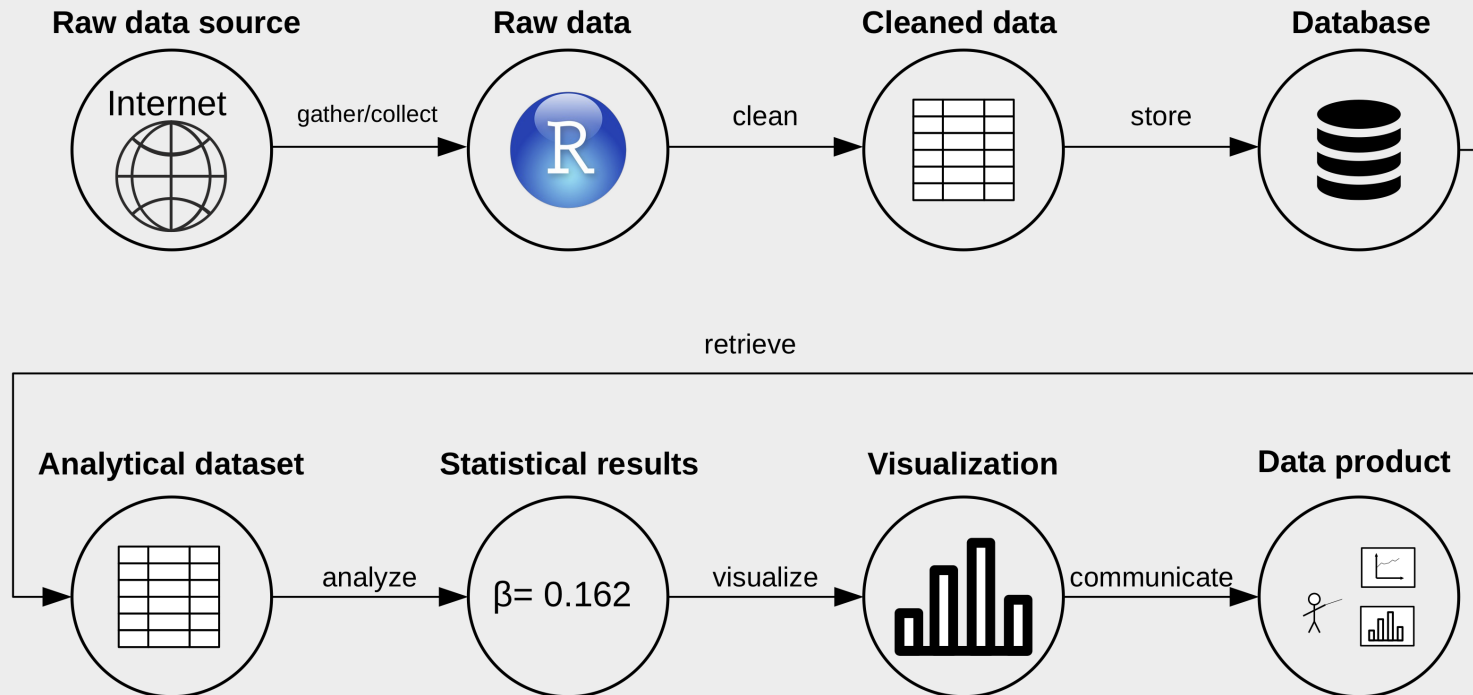 Raw data source
Raw data
Cleaned data
Database
Internet
gather/collect
R
clean
store
retrieve
Analytical dataset
Statistical results
Visualization
Data product
analyze
β= 0.162
visualize
communicate